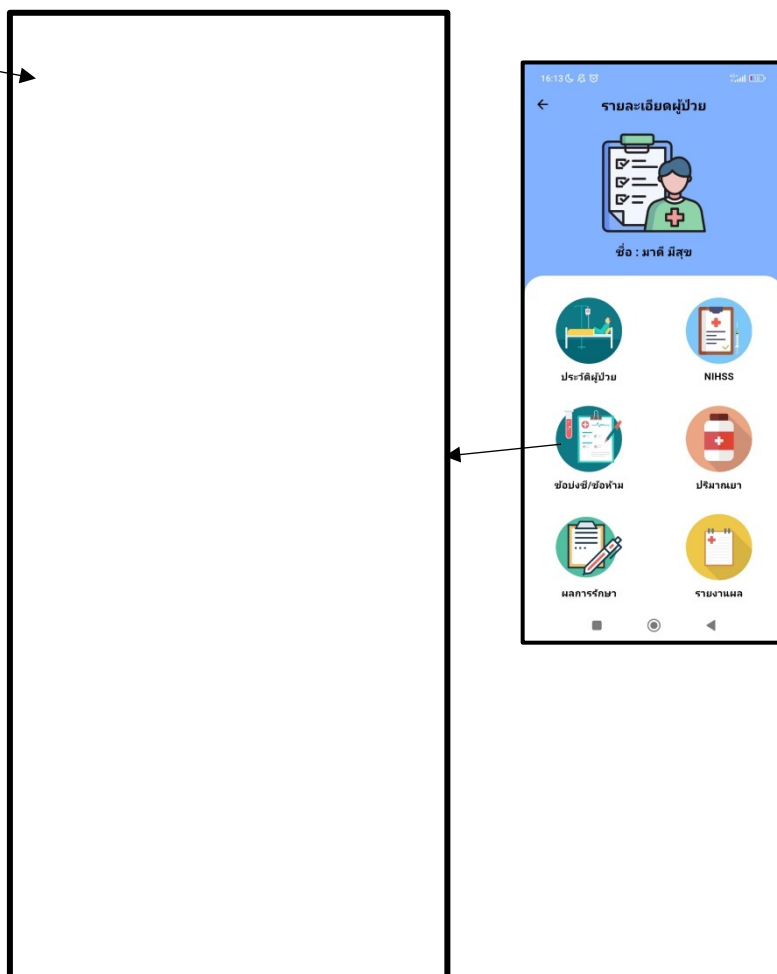 16:13
รายละเอียดผู้ป่วย
ชื่อ : มาดี มีสุข
ประวัติผู้ป่วย
NIHSS
ข้อบ่งชี้/ข้อห้าม
ปริมาณยา
ผลการรักษา
รายงานผล